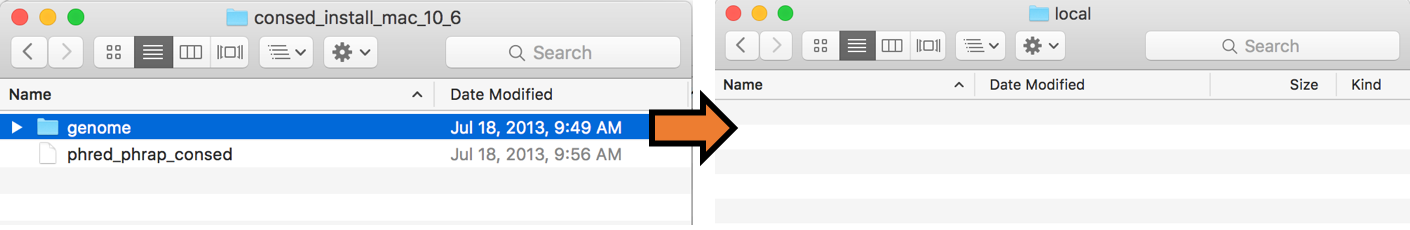 consed_install_mac_10_6
Search
Name Date Modified
genome Jul 18, 2013, 9:49 AM
phred_phrap_consed Jul 18, 2013, 9:56 AM
local
Search
Name Date Modified Size Kind